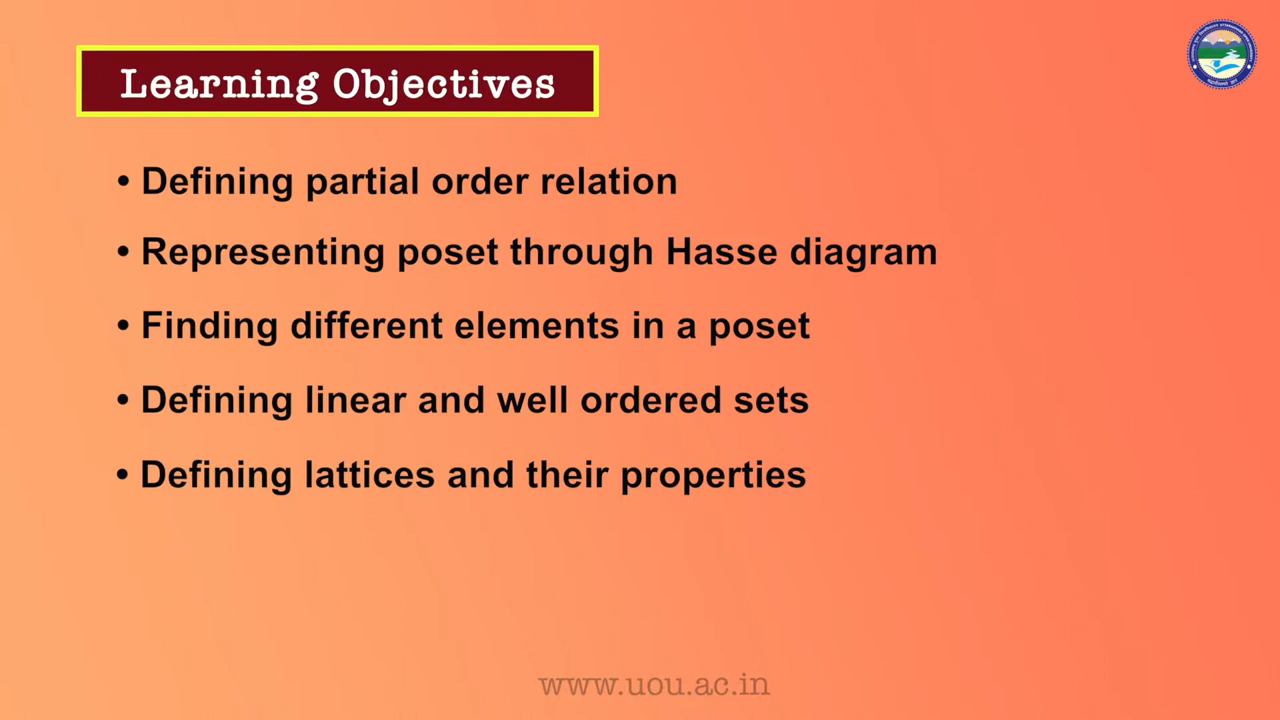 Learning Objectives
• Defining partial order relation
• Representing poset through Hasse diagram
• Finding different elements in a poset
• Defining linear and well ordered sets
• Defining lattices and their properties
www.uou.ac.in